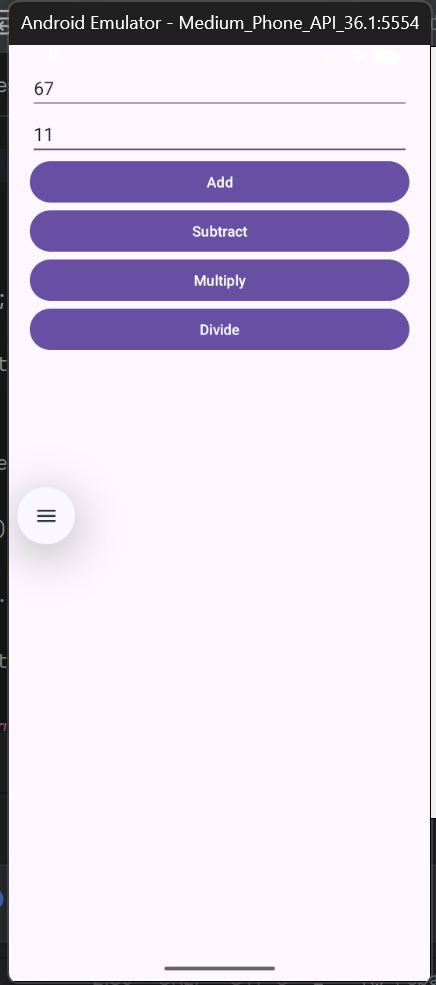 Android Emulator - Medium_Phone_API_36.1:5554
67
11
Add
Subtract
Multiply
Divide